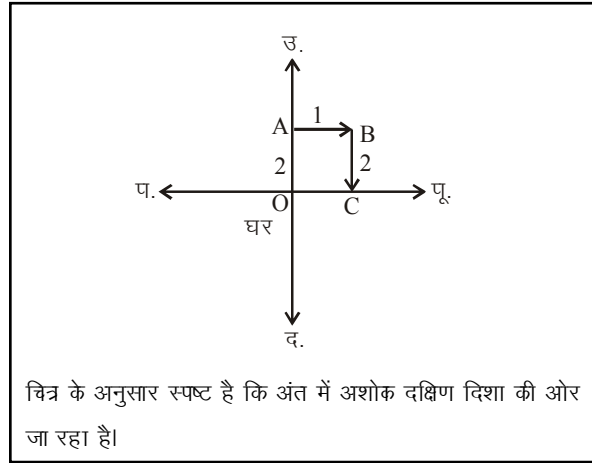 उ.
1
A
B
2
2
प.
पू.
O
C
घर
द.
चित्र के अनुसार स्पष्ट है कि अंत में अशोक दक्षिण दिशा की ओर
जा रहा है।